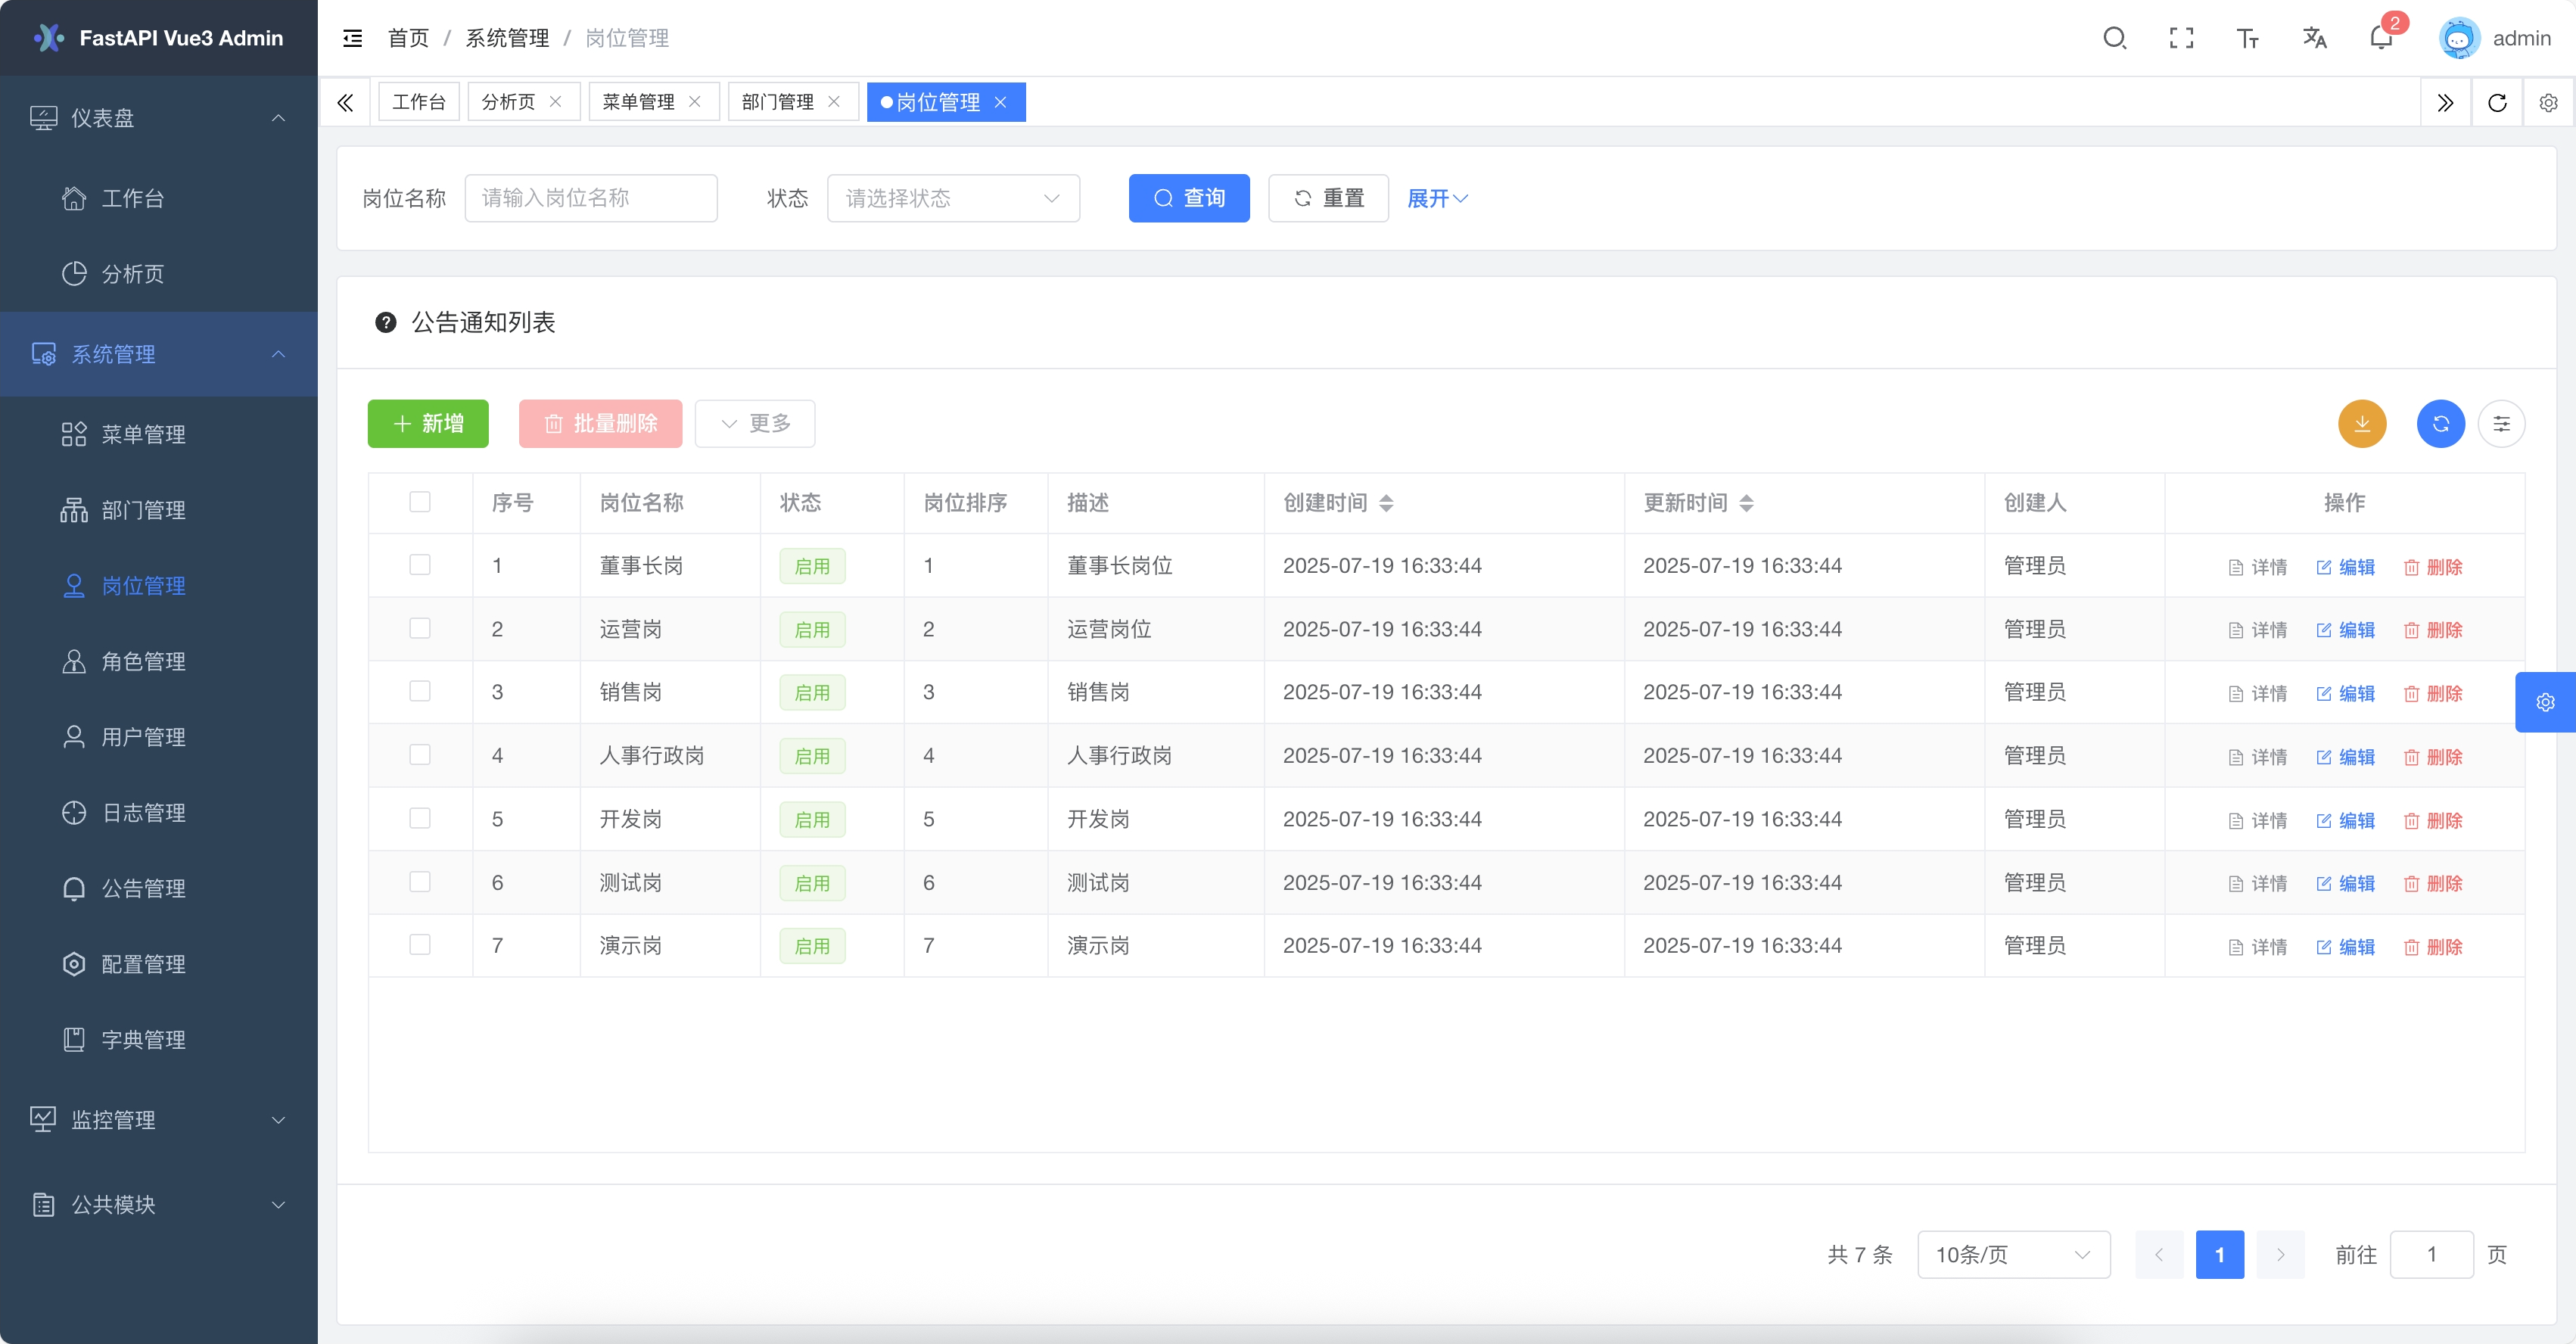 FastAPI Vue3 Admin
仪表盘
工作台
分析页
系统管理
菜单管理
部门管理
岗位管理
角色管理
用户管理
日志管理
公告管理
配置管理
字典管理
监控管理
公共模块
首页 / 系统管理 / 岗位管理
2
admin
工作台 分析页 菜单管理 部门管理 岗位管理
岗位名称 请输入岗位名称 状态 请选择状态 查询 重置 展开
公告通知列表
新增 批量删除 更多
序号 岗位名称 状态 岗位排序 描述 创建时间 更新时间 创建人 操作
1 董事长岗 启用 1 董事长岗位 2025-07-19 16:33:44 2025-07-19 16:33:44 管理员 详情 编辑 删除
2 运营岗 启用 2 运营岗位 2025-07-19 16:33:44 2025-07-19 16:33:44 管理员 详情 编辑 删除
3 销售岗 启用 3 销售岗 2025-07-19 16:33:44 2025-07-19 16:33:44 管理员 详情 编辑 删除
4 人事行政岗 启用 4 人事行政岗 2025-07-19 16:33:44 2025-07-19 16:33:44 管理员 详情 编辑 删除
5 开发岗 启用 5 开发岗 2025-07-19 16:33:44 2025-07-19 16:33:44 管理员 详情 编辑 删除
6 测试岗 启用 6 测试岗 2025-07-19 16:33:44 2025-07-19 16:33:44 管理员 详情 编辑 删除
7 演示岗 启用 7 演示岗 2025-07-19 16:33:44 2025-07-19 16:33:44 管理员 详情 编辑 删除
共 7 条 10条/页 1 前往 1 页